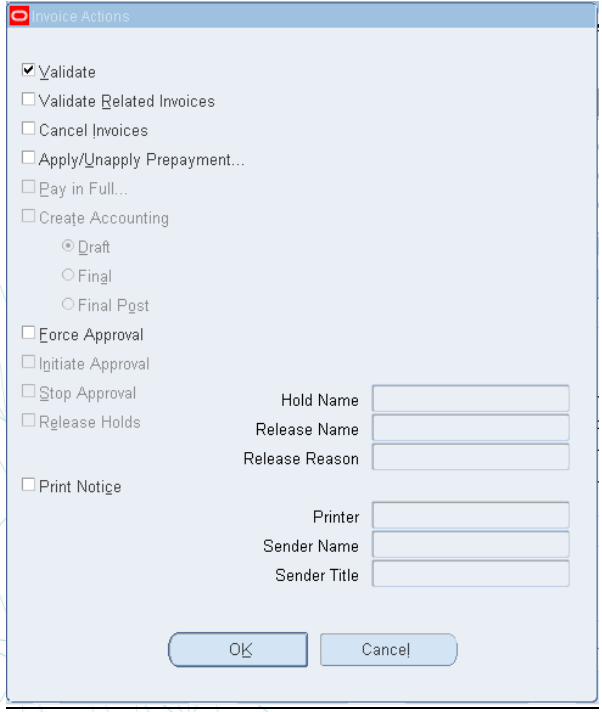 Invoice Actions
Validate
Validate Related Invoices
Cancel Invoices
Apply/Unapply Prepayment...
Pay in Full...
Create Accounting
Draft
Final
Final Post
Force Approval
Initiate Approval
Stop Approval
Hold Name
Release Holds
Release Name
Release Reason
Print Notice
Printer
Sender Name
Sender Title
OK
Cancel